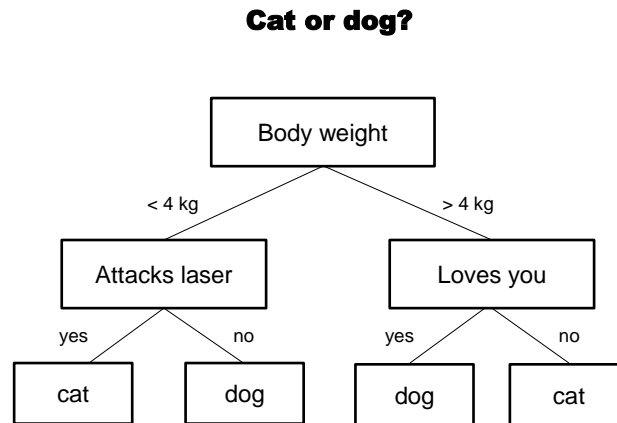 Cat or dog?
Body weight
< 4 kg
> 4 kg
Attacks laser
Loves you
yes
no
yes
no
cat
dog
dog
cat